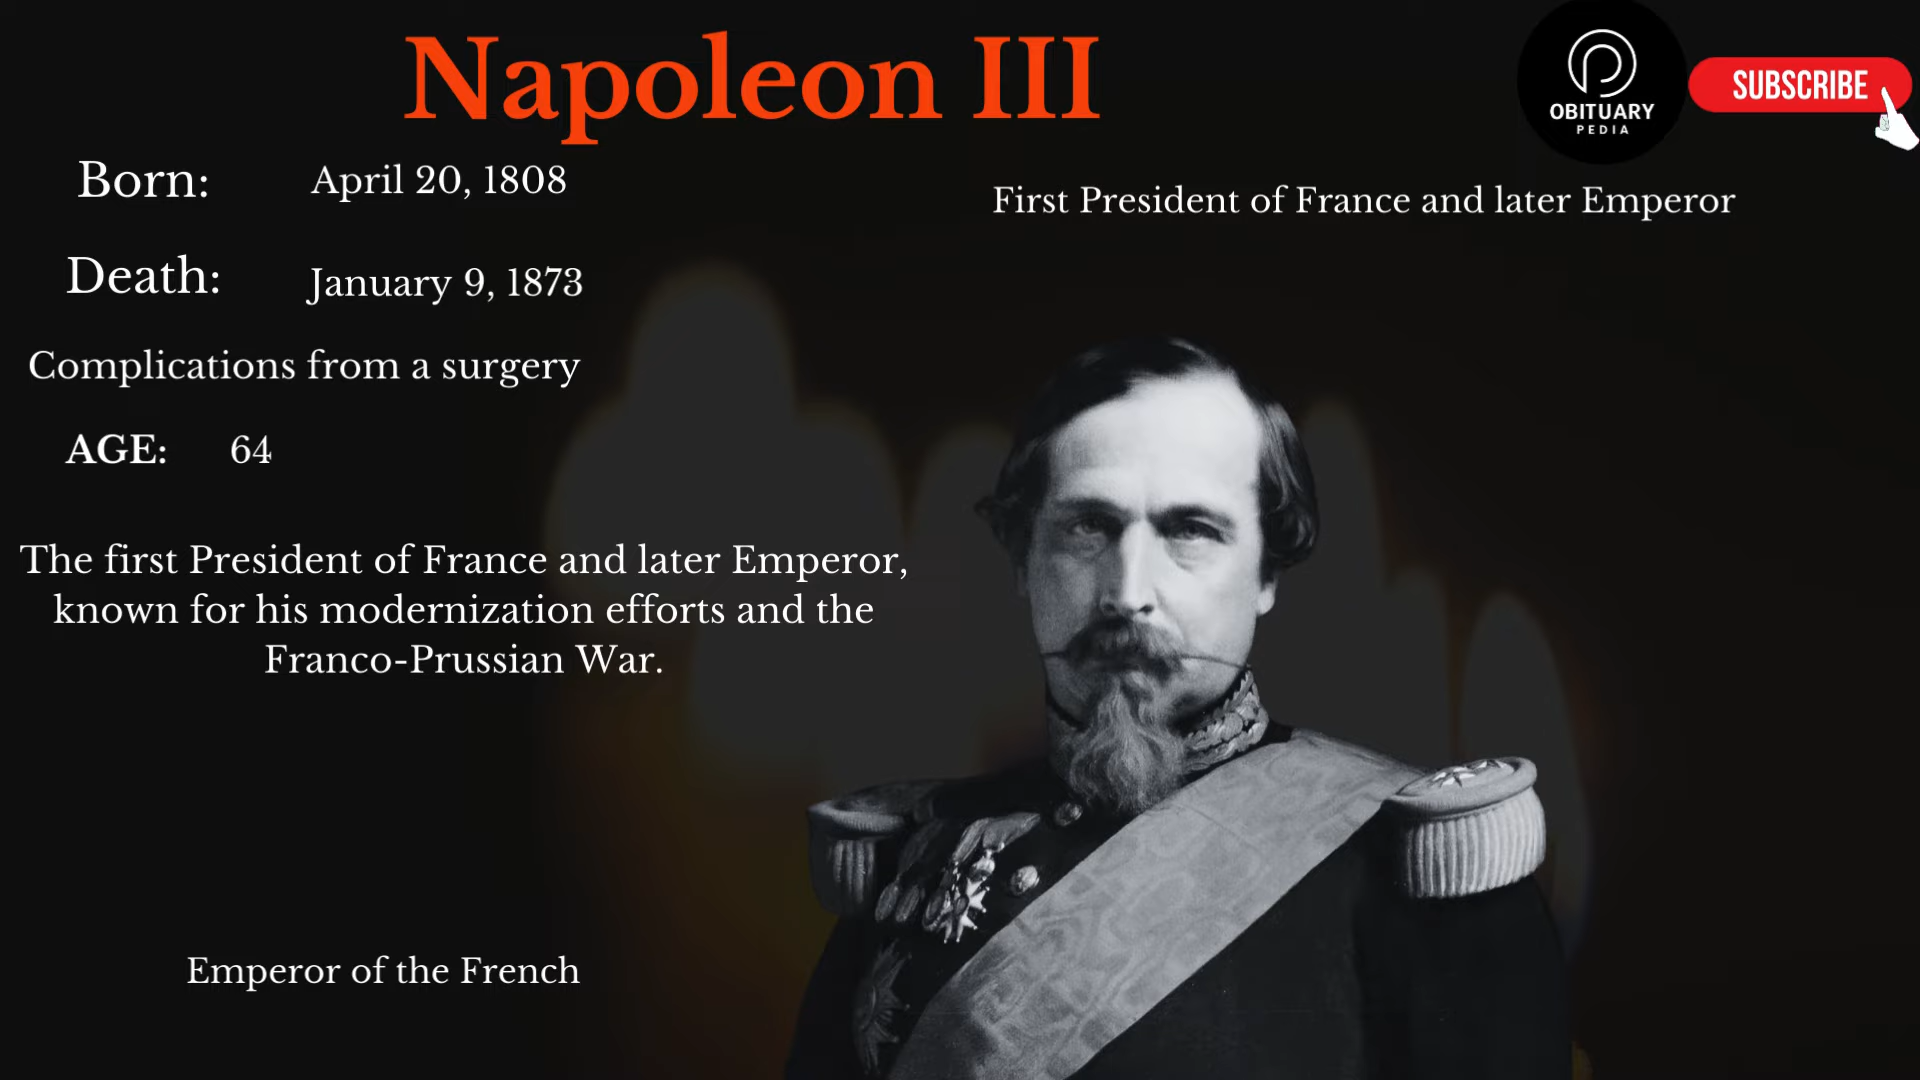 Napoleon III
OBITUARY
PEDIA
SUBSCRIBE
Born: April 20, 1808
First President of France and later Emperor
Death: January 9, 1873
Complications from a surgery
AGE: 64
The first President of France and later Emperor,
known for his modernization efforts and the
Franco-Prussian War.
Emperor of the French